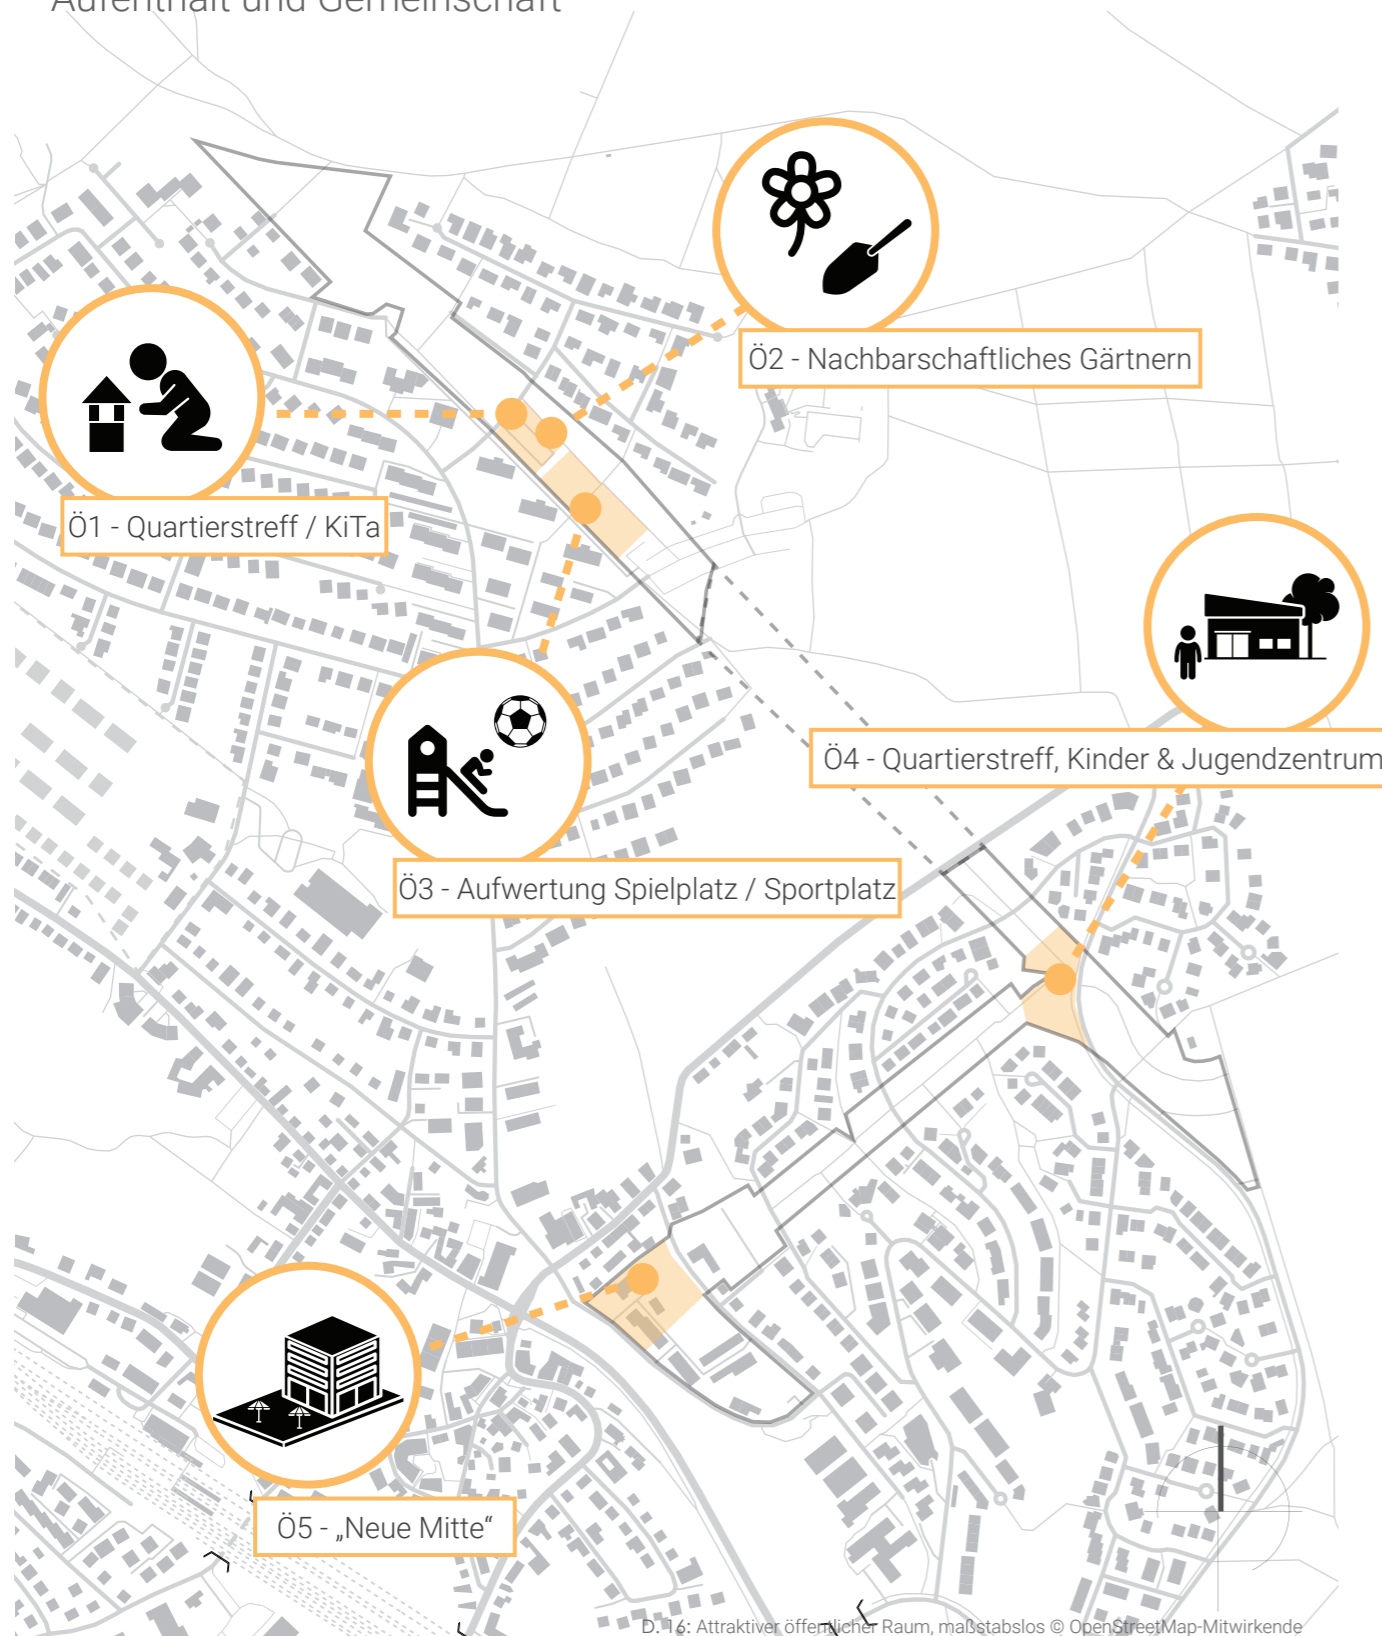 Aufenthalt und Gemeinschaft
Ö2 - Nachbarschaftliches Gärtnern
Ö1 - Quartierstreff / KiTa
Ö4 - Quartierstreff, Kinder & Jugendzentrum
Ö3 - Aufwertung Spielplatz / Sportplatz
Ö5 - „Neue Mitte“
D. 16: Attraktiver öffentlicher Raum, maßstabslos © OpenStreetMap-Mitwirkende